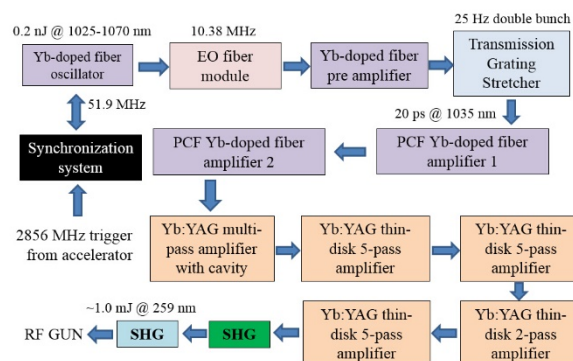 0.2 nJ @ 1025-1070 nm
Yb-doped fiber
oscillator
10.38 MHz
EO fiber
module
Yb-doped fiber
pre amplifier
25 Hz double bunch
Transmission
Grating
Stretcher
51.9 MHz
20 ps @ 1035 nm
Synchronization
system
PCF Yb-doped fiber
amplifier 2
PCF Yb-doped fiber
amplifier 1
2856 MHz trigger
from accelerator
Yb:YAG multi-
pass amplifier
with cavity
Yb:YAG thin-
disk 5-pass
amplifier
Yb:YAG thin-
disk 5-pass
amplifier
~1.0 mJ @ 259 nm
RF GUN
SHG
SHG
Yb:YAG thin-
disk 5-pass
amplifier
Yb:YAG thin-
disk 2-pass
amplifier